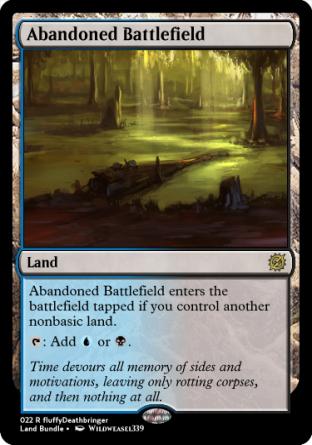 Abandoned Battlefield
Land
Abandoned Battlefield enters the
battlefield tapped if you control another
nonbasic land.
: Add or .
Time devours all memory of sides and
motivations, leaving only rotting corpses,
and then nothing at all.
022 R fluffyDeathbringer
Land Bundle • Wildweasel339